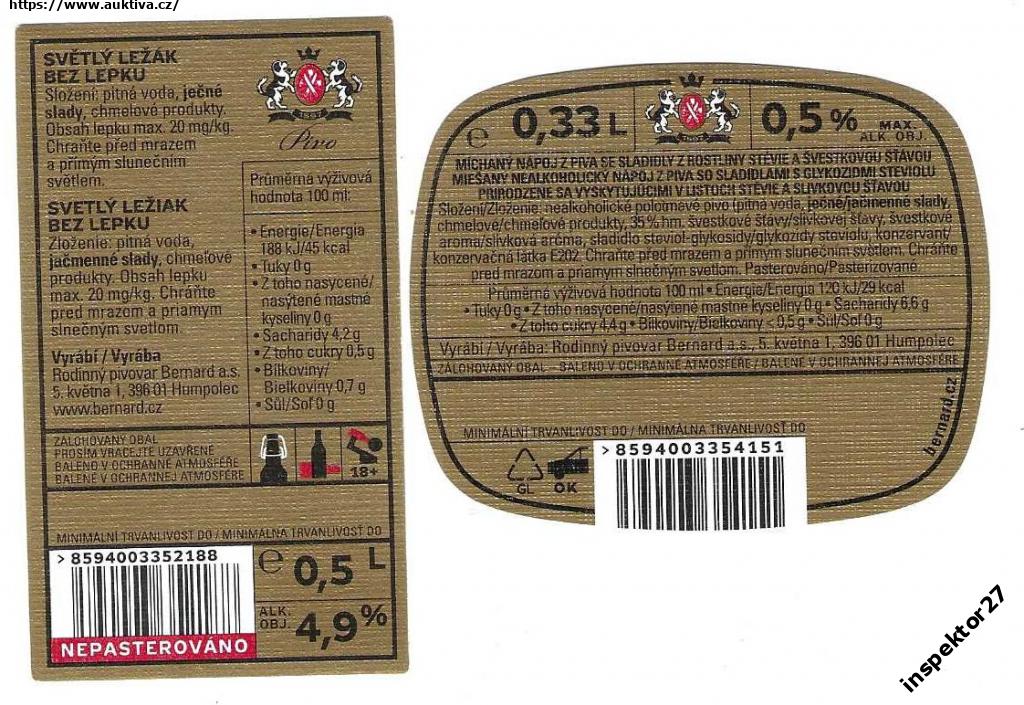 https://www.auktiva.cz/
SVĚTLÝ LEŽÁK
BEZ LEPKU
Složení: pitná voda, ječné
slady, chmelové produkty.
Obsah lepku max. 20 mg/kg.
Chraňte před mrazem
a přímým slunečním
světlem.
SVETLÝ LEŽIAK
BEZ LEPKU
Zloženie: pitná voda,
jačmenné slady, chmeľové
produkty. Obsah lepku
max. 20 mg/kg. Chráňte
pred mrazom a priamym
slnečným svetlom.
Vyrábí / Vyrába
Rodinný pivovar Bernard a.s.
5. května 1, 396 01 Humpolec
www.bernard.cz
1597
Pivo
Průměrná výživová
hodnota 100 ml:
• Energie/Energia
188 kJ/45 kcal
• Tuky 0 g
• Z toho nasycené/
nasýtené mastné
kyseliny 0 g
• Sacharidy 4,2 g
• Z toho cukry 0,5 g
• Bílkoviny/
Bielkoviny 0,7 g
• Sůl/Soľ 0 g
ZÁLOHOVANÝ OBAL
PROSÍM VRACEJTE UZAVŘENÉ
BALENO V OCHRANNÉ ATMOSFÉŘE
BALENÉ V OCHRANNEJ ATMOSFÉRE
18+
MINIMÁLNÍ TRVANLIVOST DO / MINIMÁLNA TRVANLIVOSŤ DO
> 8594003352188
NEPASTEROVÁNO
e 0,5 L
ALK.
OBJ. 4,9%
e 0,33 L
1597
0,5% MAX.
ALK. OBJ.
MÍCHANÝ NÁPOJ Z PIVA SE SLADIDLY Z ROSTLINY STÉVIE A ŠVESTKOVOU ŠŤÁVOU
MIEŠANÝ NEALKOHOLICKÝ NÁPOJ Z PIVA SO SLADIDLAMI S GLYKOZIDMI STEVIOLU
PRIRODZENE SA VYSKYTUJÚCIMI V LISTOCH STÉVIE A SLIVKOVOU ŠŤAVOU
Složení/Zloženie: nealkoholické polotmavé pivo (pitná voda, ječné/jačmenné slady,
chmelové/chmeľové produkty, 35% hm. švestkové šťávy/slivkovej šťavy, švestkové
aroma/slivková aróma, sladidlo steviol-glykosidy/glykozidy steviolu, konzervant/
konzervačná látka E202. Chraňte před mrazem a přímým slunečním světlem. Chráňte
pred mrazom a priamym slnečným svetlom. Pasterováno/Pasterizované.
Průměrná výživová hodnota 100 ml • Energie/Energia 120 kJ/29 kcal
• Tuky 0 g • Z toho nasycené/nasýtené mastné kyseliny 0 g • Sacharidy 6,6 g
• Z toho cukry 4,4 g • Bílkoviny/Bielkoviny < 0,5 g • Sůl/Soľ 0 g
Vyrábí / Vyrába: Rodinný pivovar Bernard a.s., 5. května 1, 396 01 Humpolec
ZÁLOHOVANÝ OBAL - BALENO V OCHRANNÉ ATMOSFÉŘE / BALENÉ V OCHRANNEJ ATMOSFÉRE
bernard.cz
MINIMÁLNÍ TRVANLIVOST DO / MINIMÁLNA TRVANLIVOSŤ DO
GL
OK
> 8594003354151
inspektor27